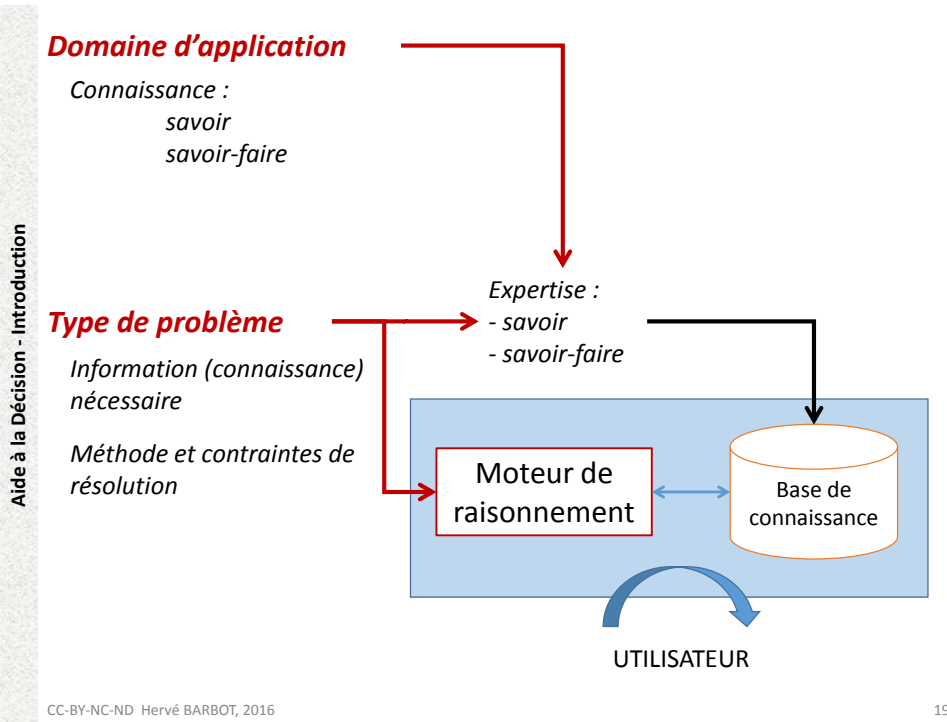 Aide à la Décision - Introduction
Domaine d’application
Connaissance :
savoir
savoir-faire
Expertise :
- savoir
- savoir-faire
Type de problème
Information (connaissance)
nécessaire
Méthode et contraintes de
résolution
Moteur de
raisonnement
Base de
connaissance
UTILISATEUR
CC-BY-NC-ND Hervé BARBOT, 2016
19